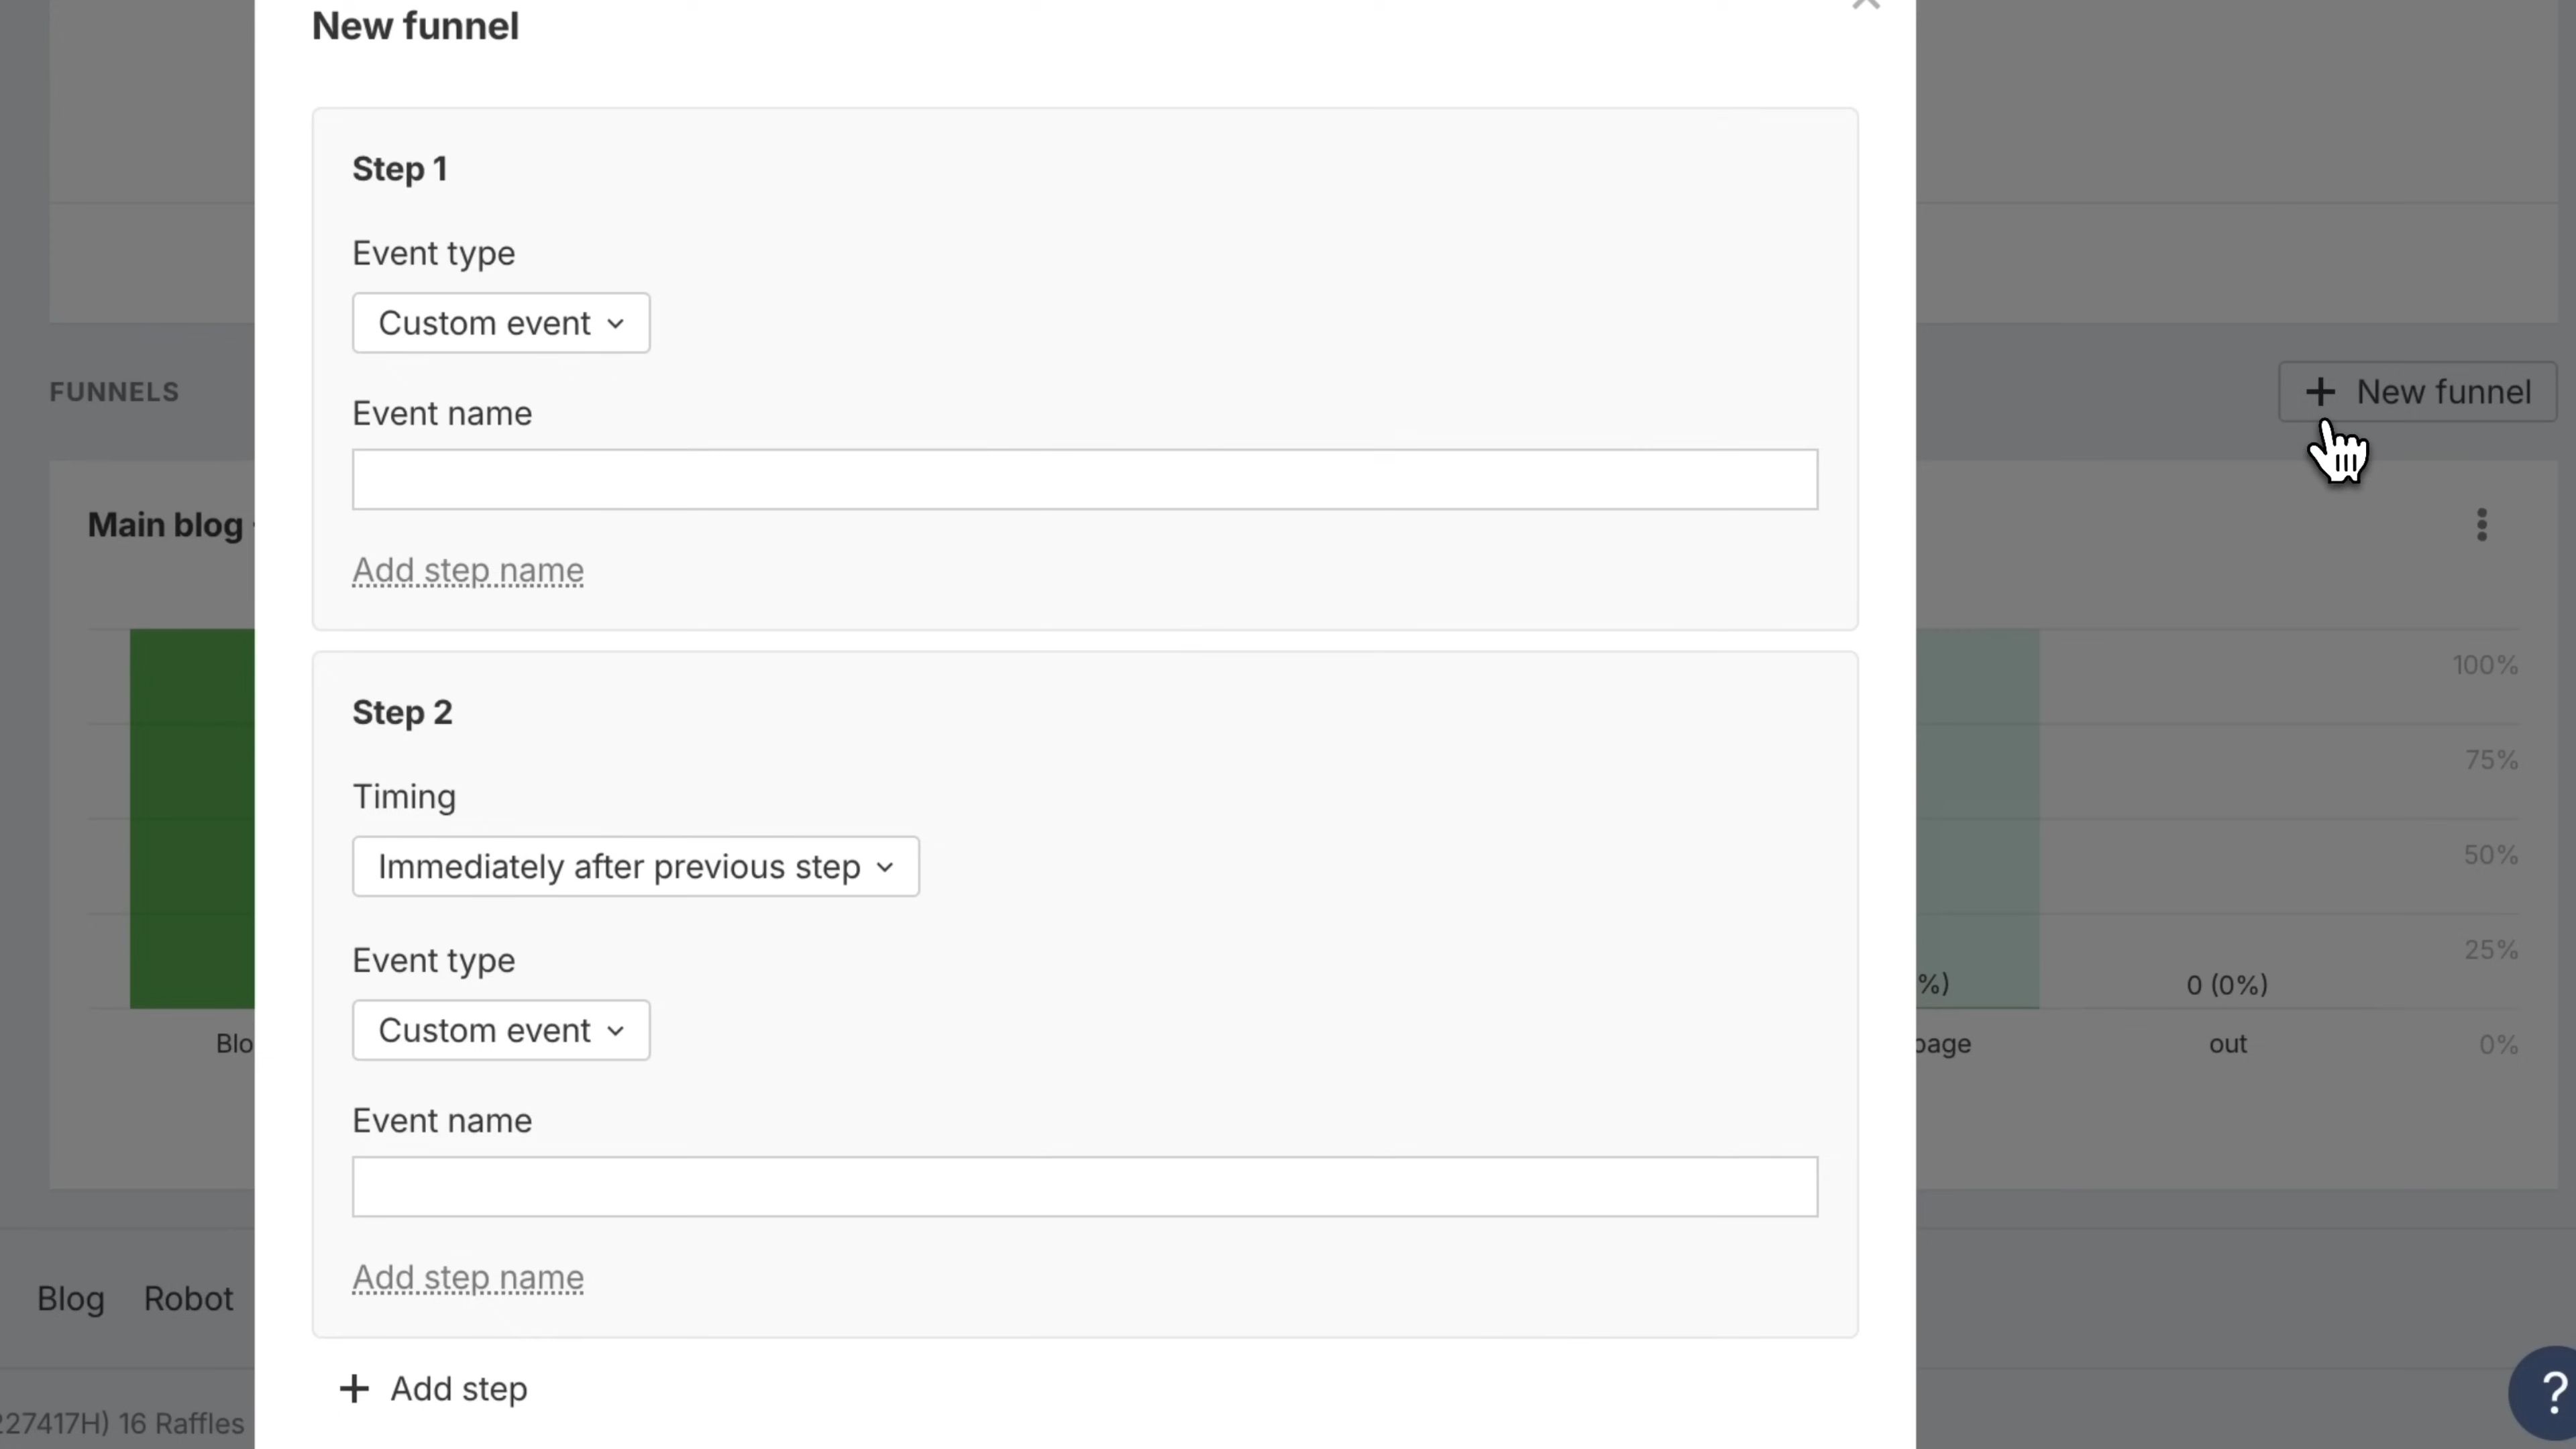 New funnel
Step 1
Event type
Custom event
Event name
Add step name
Step 2
Timing
Immediately after previous step
Event type
Custom event
Event name
Add step name
+ Add step
FUNNELS
+ New funnel
Main blog
100%
75%
50%
25%
0%
%)
0 (0%)
Blo
page
out
Blog Robot
227417H) 16 Raffles
?